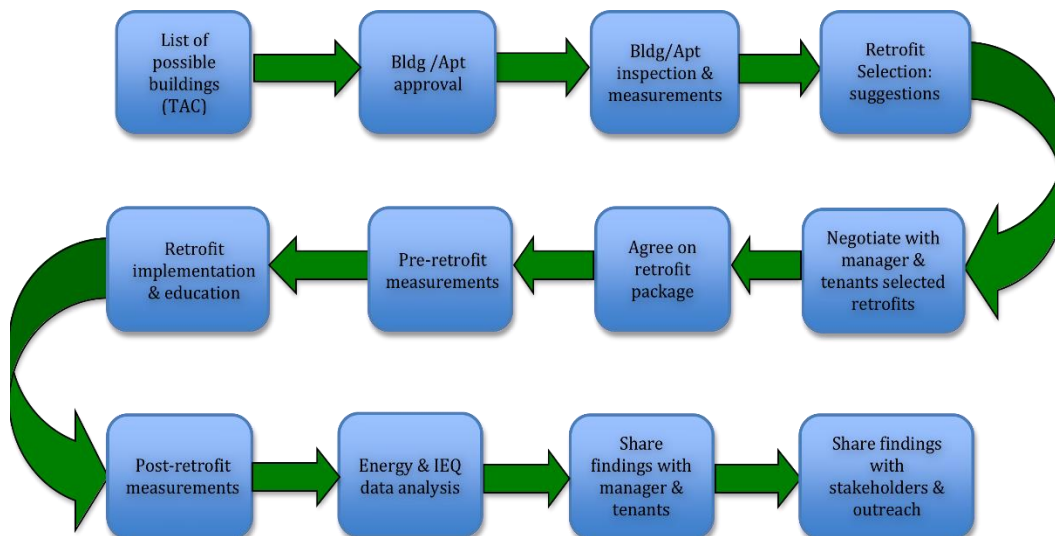 List of
possible
buildings
(TAC)
Bldg /Apt
approval
Bldg/Apt
inspection &
measurements
Retrofit
Selection:
suggestions
Negotiate with
manager &
tenants selected
retrofits
Agree on
retrofit
package
Pre-retrofit
measurements
Retrofit
implementation
& education
Post-retrofit
measurements
Energy & IEQ
data analysis
Share
findings with
manager &
tenants
Share findings
with
stakeholders &
outreach